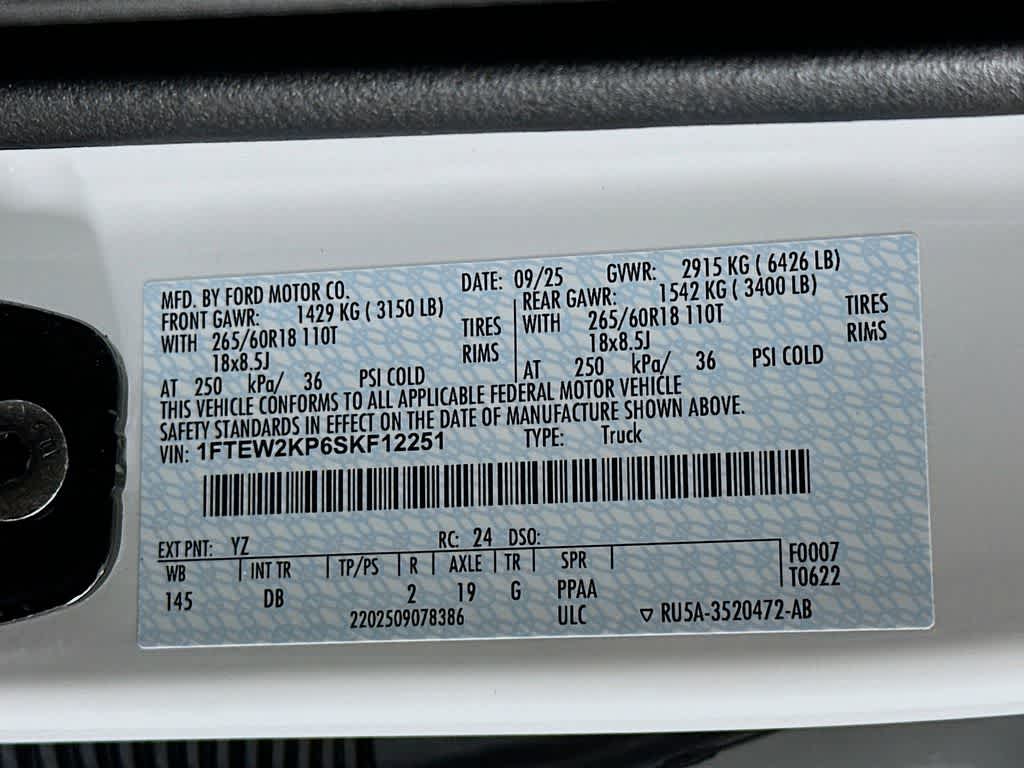 MFD. BY FORD MOTOR CO. DATE: 09/25 GVWR: 2915 KG ( 6426 LB)
FRONT GAWR: 1429 KG ( 3150 LB) REAR GAWR: 1542 KG ( 3400 LB)
WITH 265/60R18 110T TIRES WITH 265/60R18 110T TIRES
18x8.5J RIMS 18x8.5J RIMS
AT 250 kPa/ 36 PSI COLD AT 250 kPa/ 36 PSI COLD
THIS VEHICLE CONFORMS TO ALL APPLICABLE FEDERAL MOTOR VEHICLE
SAFETY STANDARDS IN EFFECT ON THE DATE OF MANUFACTURE SHOWN ABOVE.
VIN: 1FTEW2KP6SKF12251 TYPE: Truck
EXT PNT: YZ RC: 24 DSO:
WB INT TR TP/PS R AXLE TR SPR F0007
145 DB 2 19 G PPAA T0622
2202509078386 ULC ▽ RU5A-3520472-AB